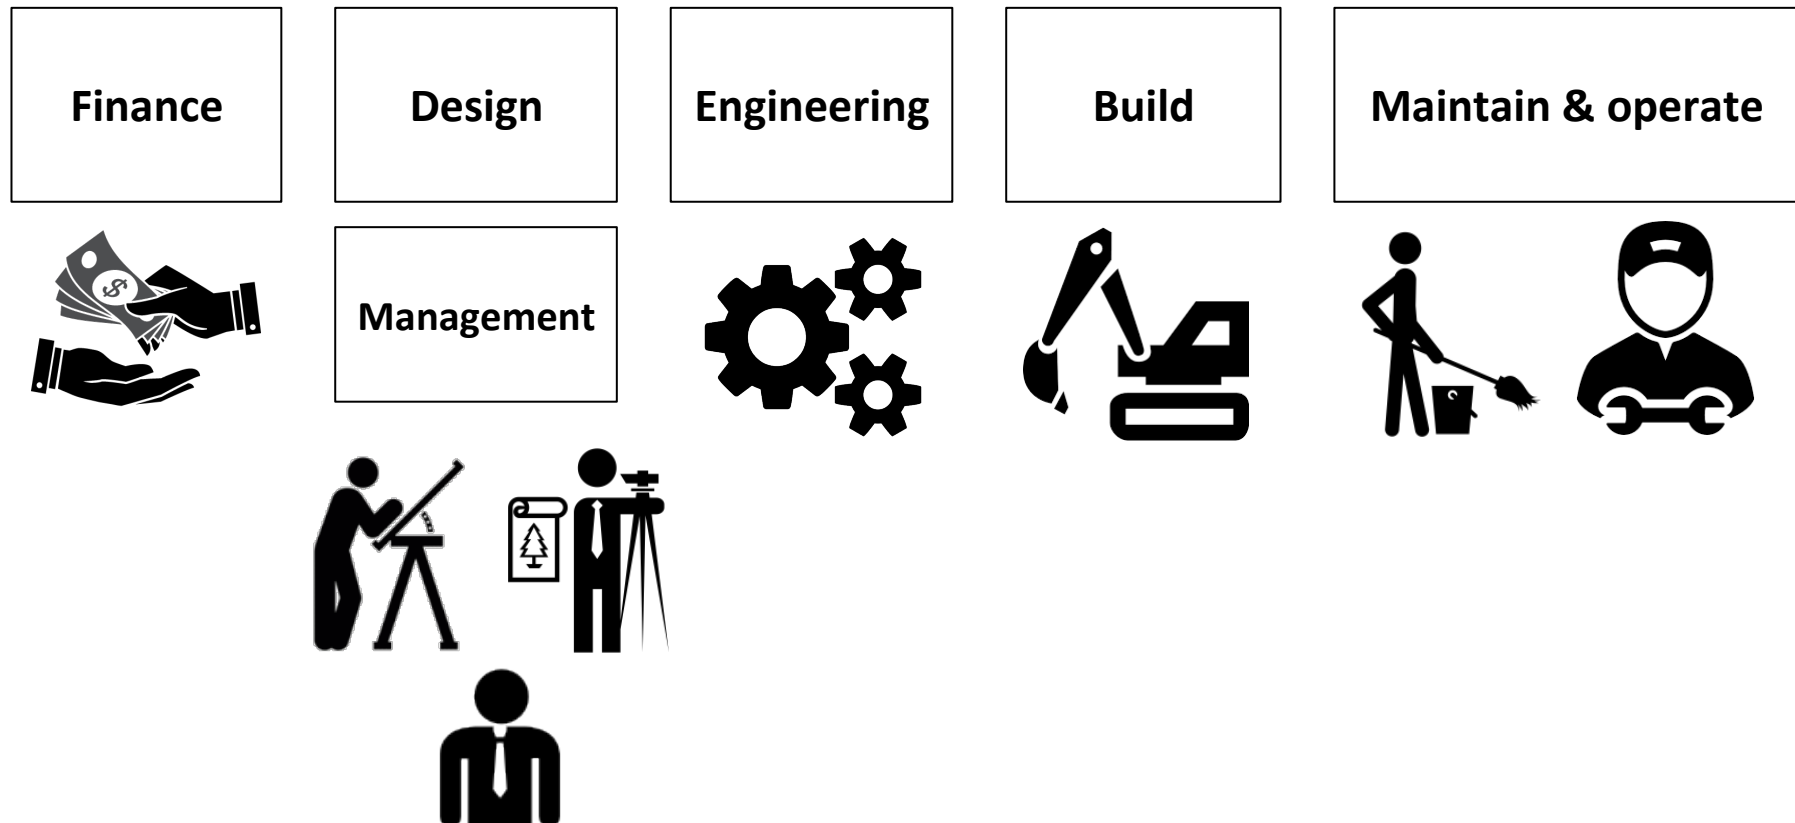 Finance
Design
Engineering
Build
Maintain & operate
$
Management